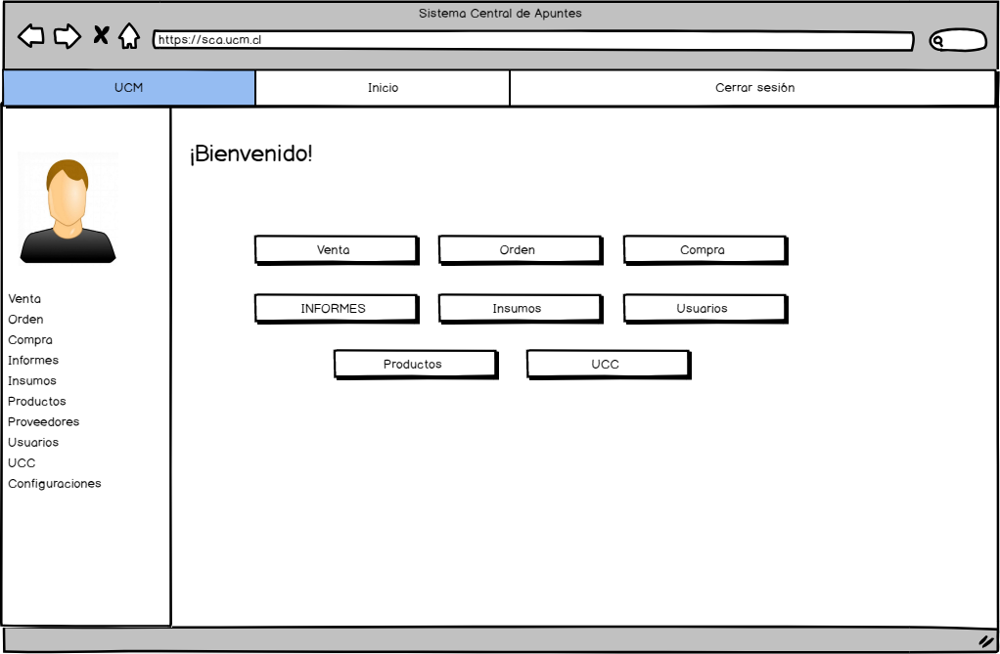 Sistema Central de Apuntes
https://sca.ucm.cl
UCM Inicio Cerrar sesión
¡Bienvenido!
Venta Orden Compra
INFORMES Insumos Usuarios
Productos UCC
Venta
Orden
Compra
Informes
Insumos
Productos
Proveedores
Usuarios
UCC
Configuraciones